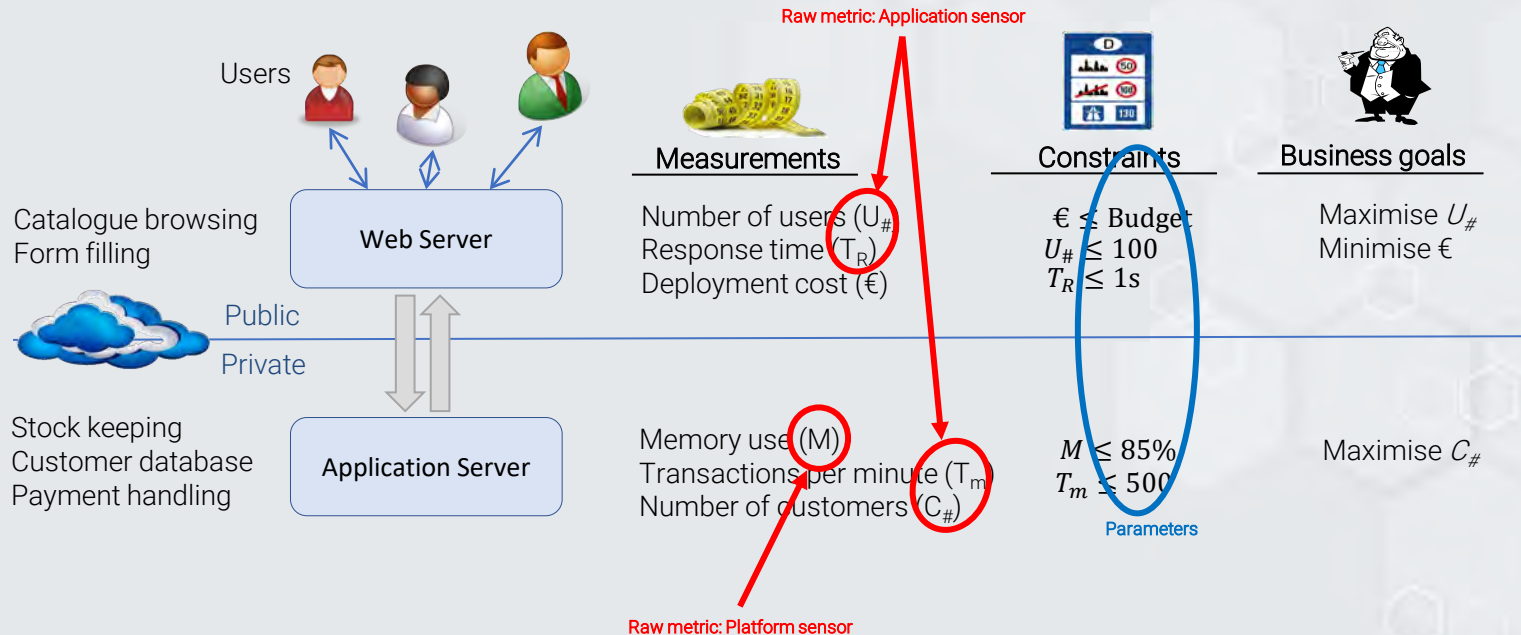 Raw metric: Application sensor
Users
D
50
100
130
Measurements
Constraints
Business goals
Catalogue browsing
Form filling
Web Server
Number of users (U#)
Response time (TR)
Deployment cost (€)
€ ≤ Budget
U# ≤ 100
TR ≤ 1s
Maximise U#
Minimise €
Public
Private
Stock keeping
Customer database
Payment handling
Application Server
Memory use (M)
Transactions per minute (Tm)
Number of customers (C#)
M ≤ 85%
Tm ≤ 500
Maximise C#
Parameters
Raw metric: Platform sensor